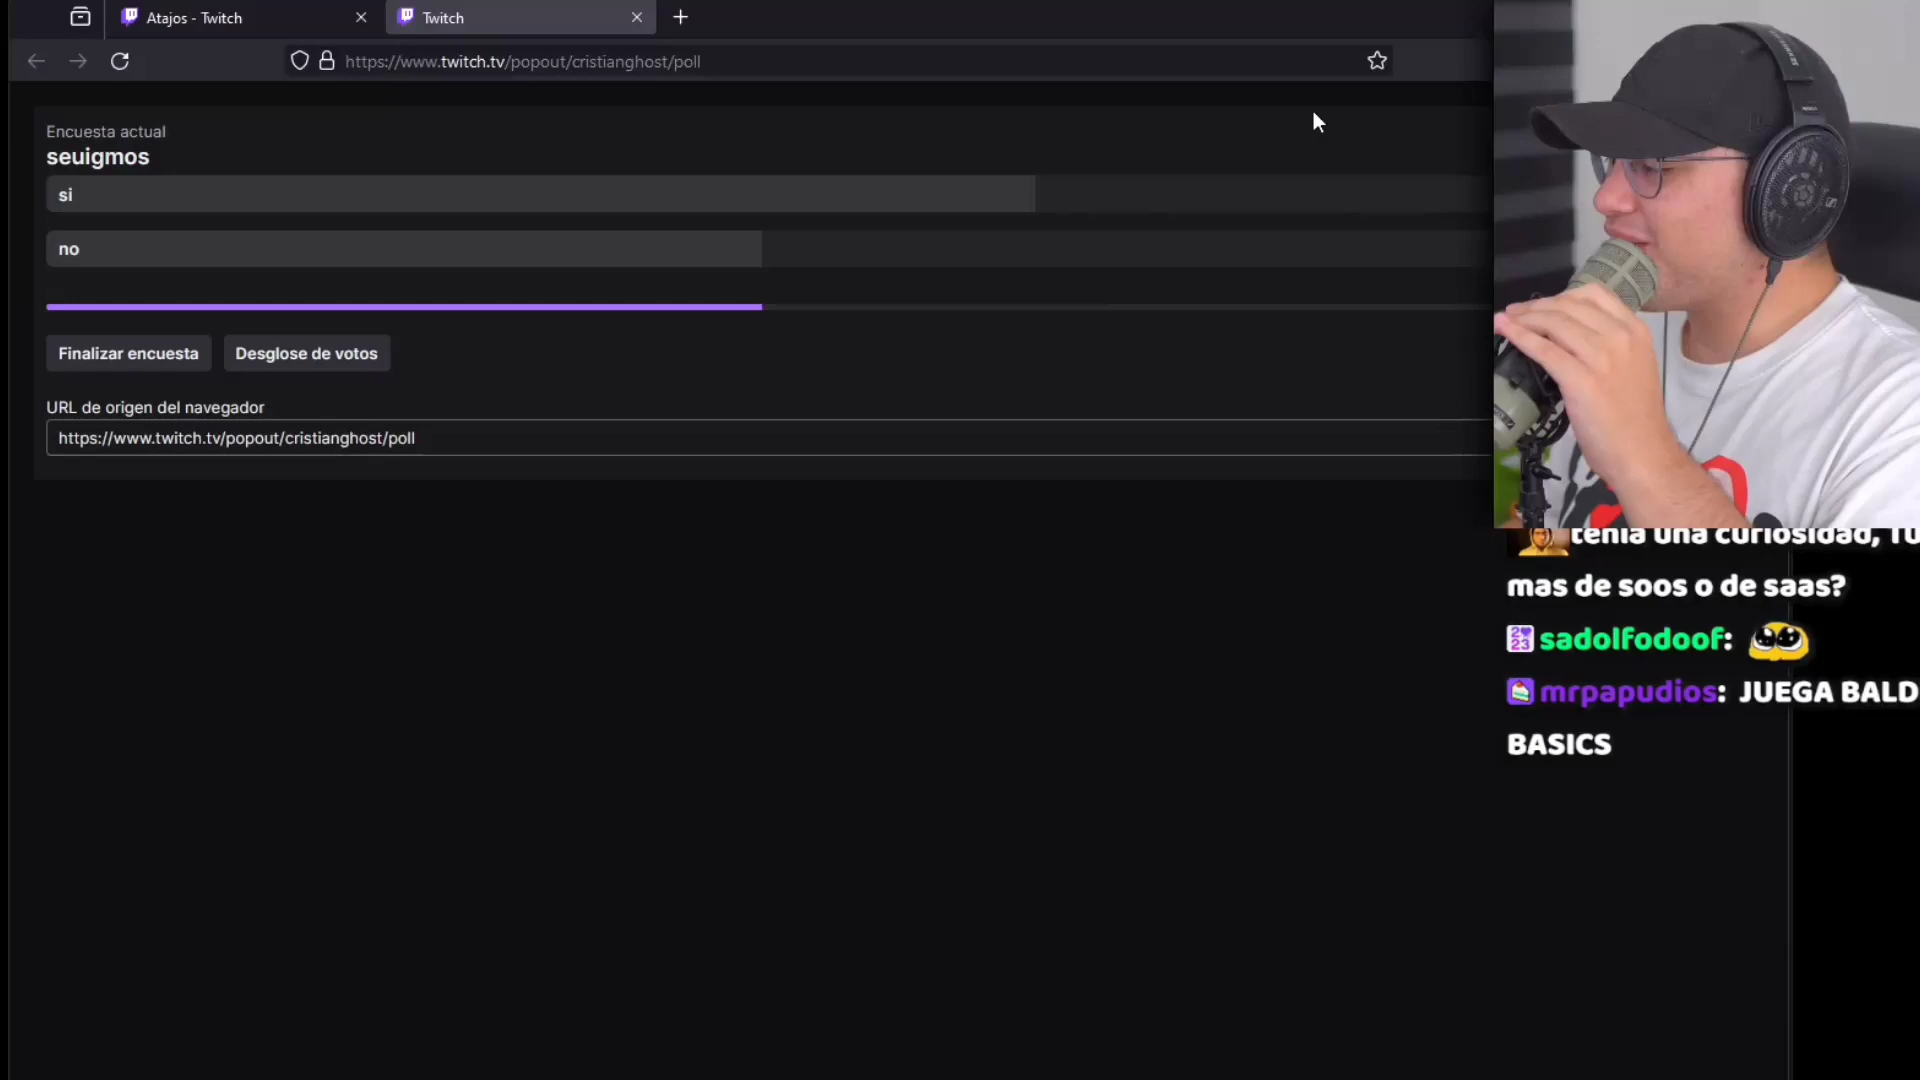 Atajos - Twitch
Twitch
https://www.twitch.tv/popout/cristianghost/poll
Encuesta actual
seuigmos
si
no
Finalizar encuesta
Desglose de votos
URL de origen del navegador
https://www.twitch.tv/popout/cristianghost/poll
tenia una curiosidad, TU
mas de soos o de saas?
sadolfodoof:
mrpapudios: JUEGA BALD
BASICS